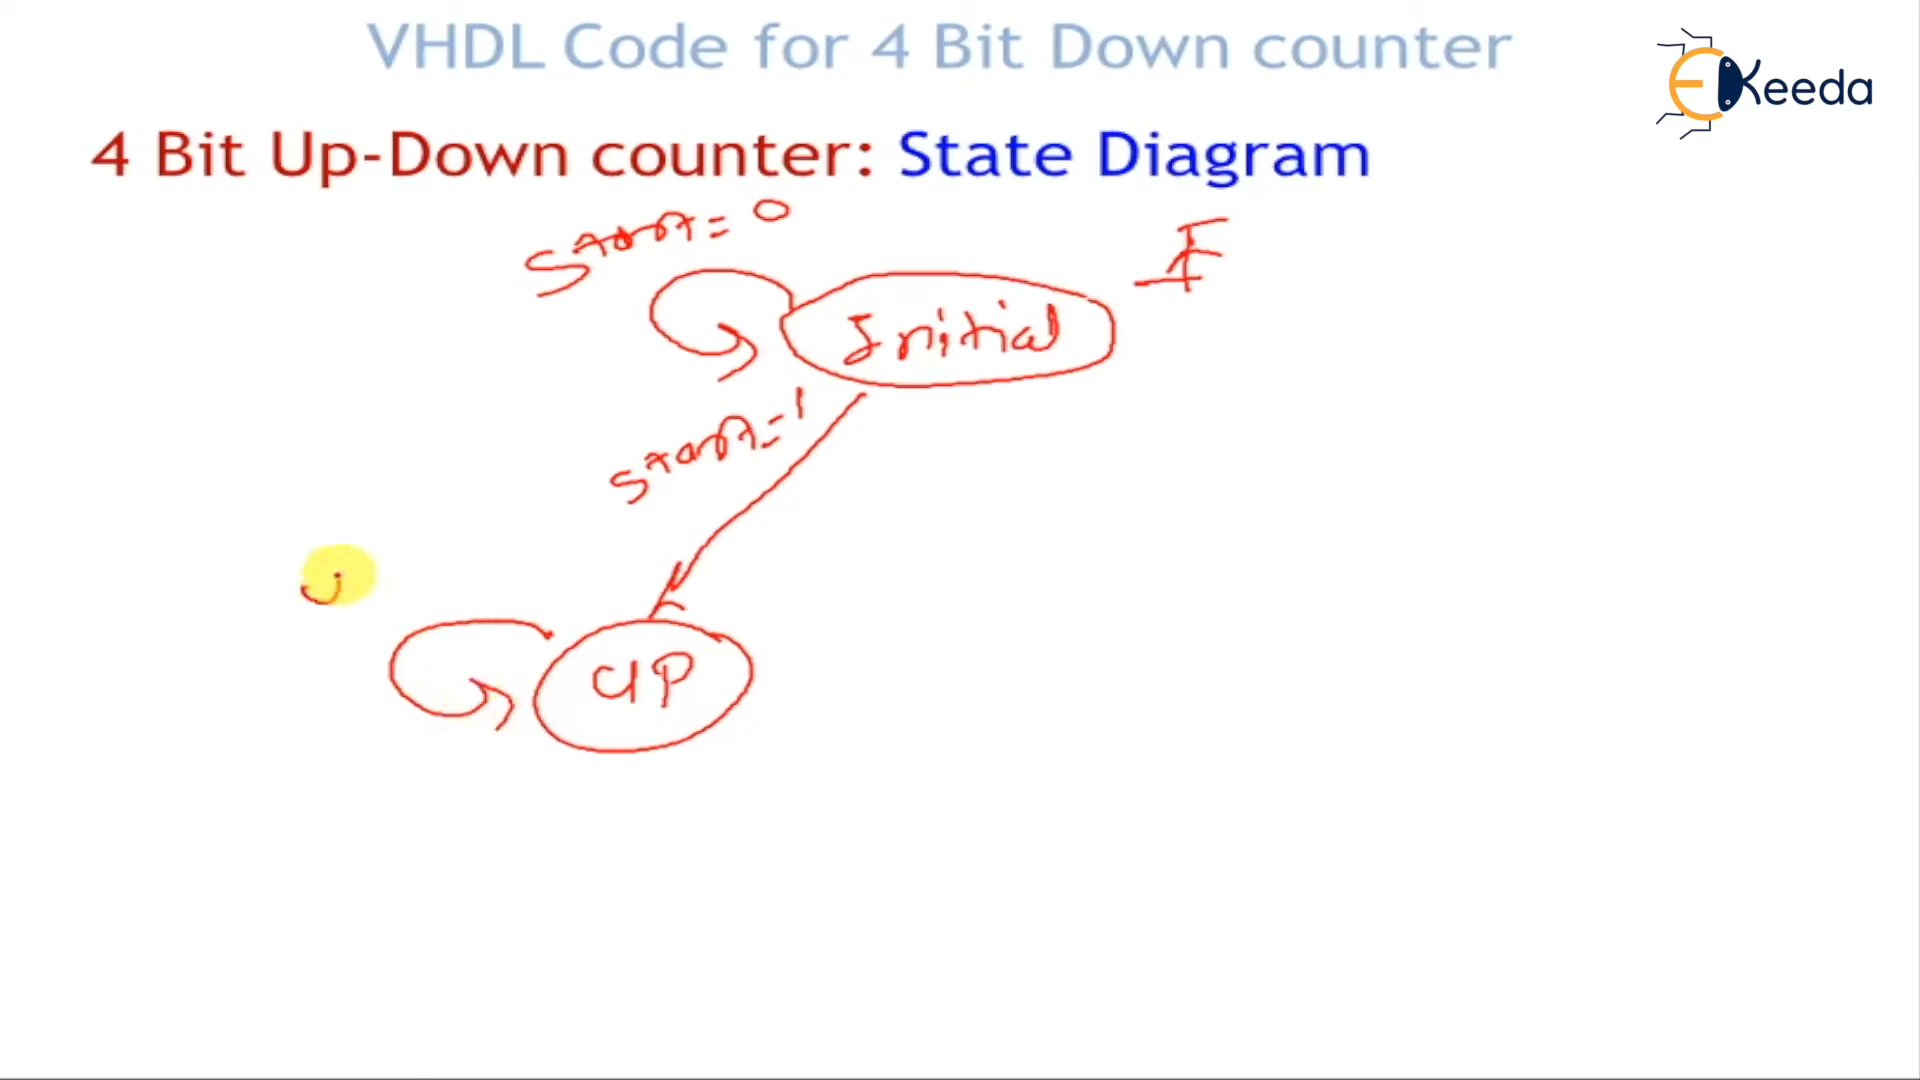 VHDL Code for 4 Bit Down counter
EKeeda
4 Bit Up-Down counter: State Diagram
Start = 0
Initial
Start = 1
UP